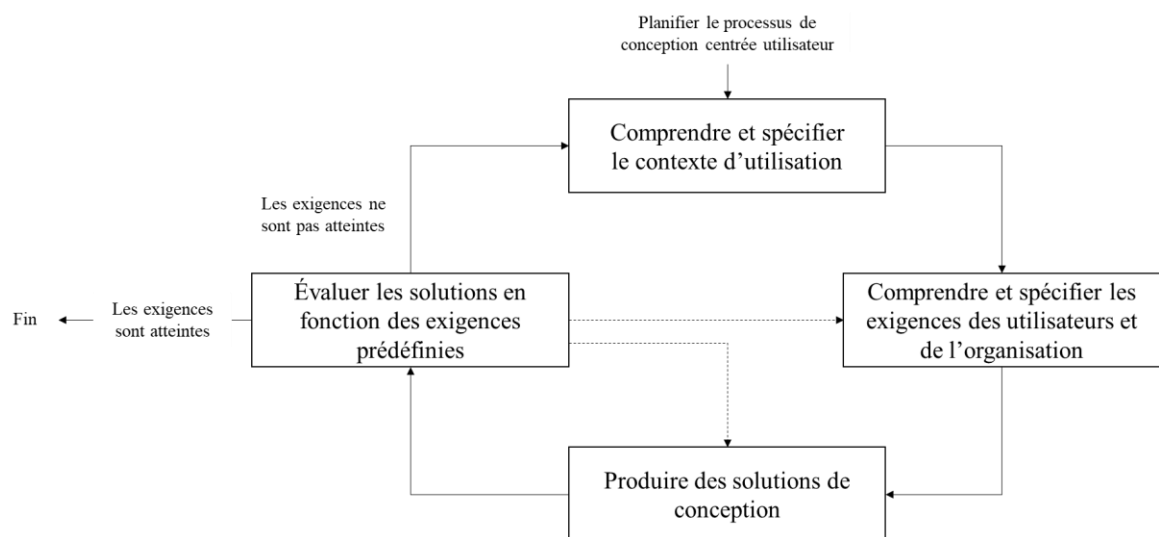 Planifier le processus de
conception centrée utilisateur
Comprendre et spécifier
le contexte d’utilisation
Les exigences ne
sont pas atteintes
Fin
Les exigences
sont atteintes
Évaluer les solutions en
fonction des exigences
prédéfinies
Comprendre et spécifier les
exigences des utilisateurs et
de l’organisation
Produire des solutions de
conception